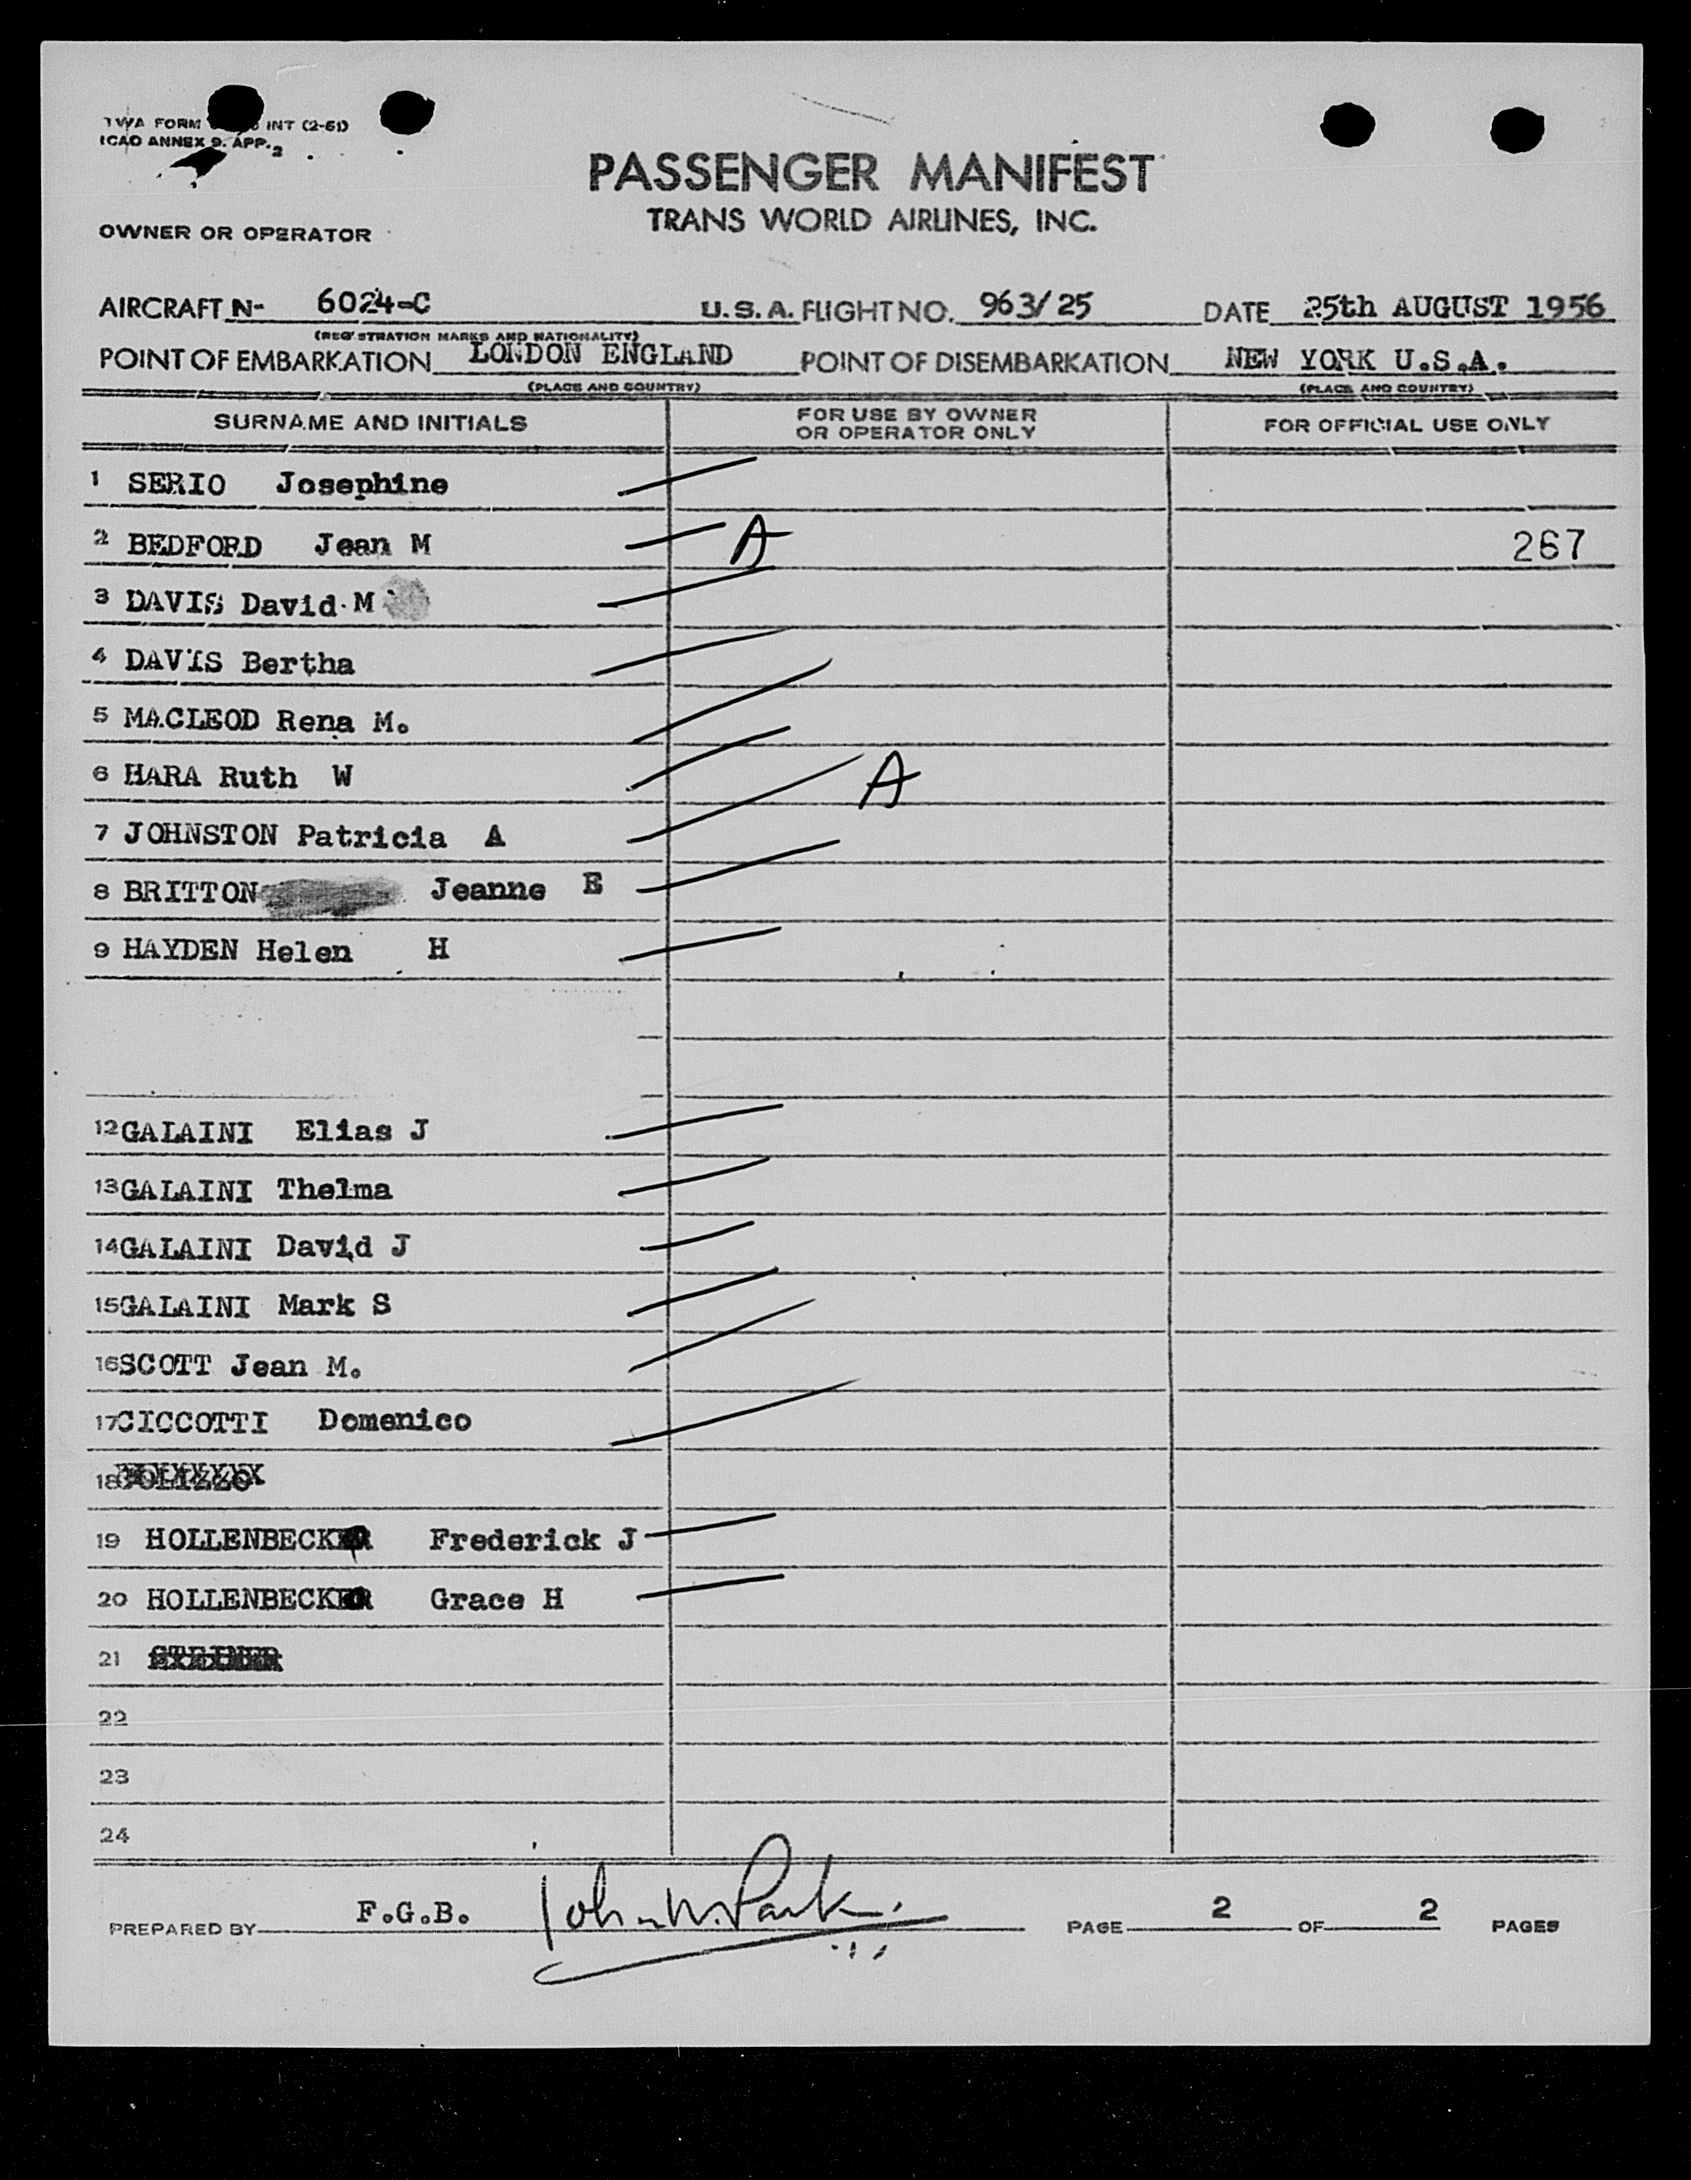 TWA FORM INT (2-51)
ICAO ANNEX 9. APP. 2
PASSENGER MANIFEST
TRANS WORLD AIRLINES, INC.
OWNER OR OPERATOR
AIRCRAFT N- 6024-C U.S.A. FLIGHT NO. 963/25 DATE 25th AUGUST 1956
(REGISTRATION MARKS AND NATIONALITY)
POINT OF EMBARKATION LONDON ENGLAND POINT OF DISEMBARKATION NEW YORK U.S.A.
(PLACE AND COUNTRY) (PLACE AND COUNTRY)
SURNAME AND INITIALS FOR USE BY OWNER OR OPERATOR ONLY FOR OFFICIAL USE ONLY
1 SERIO Josephine
2 BEDFORD Jean M A 267
3 DAVIS David M
4 DAVIS Bertha
5 MACLEOD Rena M.
6 HARA Ruth W A
7 JOHNSTON Patricia A
8 BRITTON Jeanne E
9 HAYDEN Helen H
12 GALAINI Elias J
13 GALAINI Thelma
14 GALAINI David J
15 GALAINI Mark S
16 SCOTT Jean M.
17 CICCOTTI Domenico
18
19 HOLLENBECK Frederick J
20 HOLLENBECK Grace H
21 STEINER
22
23
24
PREPARED BY F.G.B. John W. Park PAGE 2 OF 2 PAGES